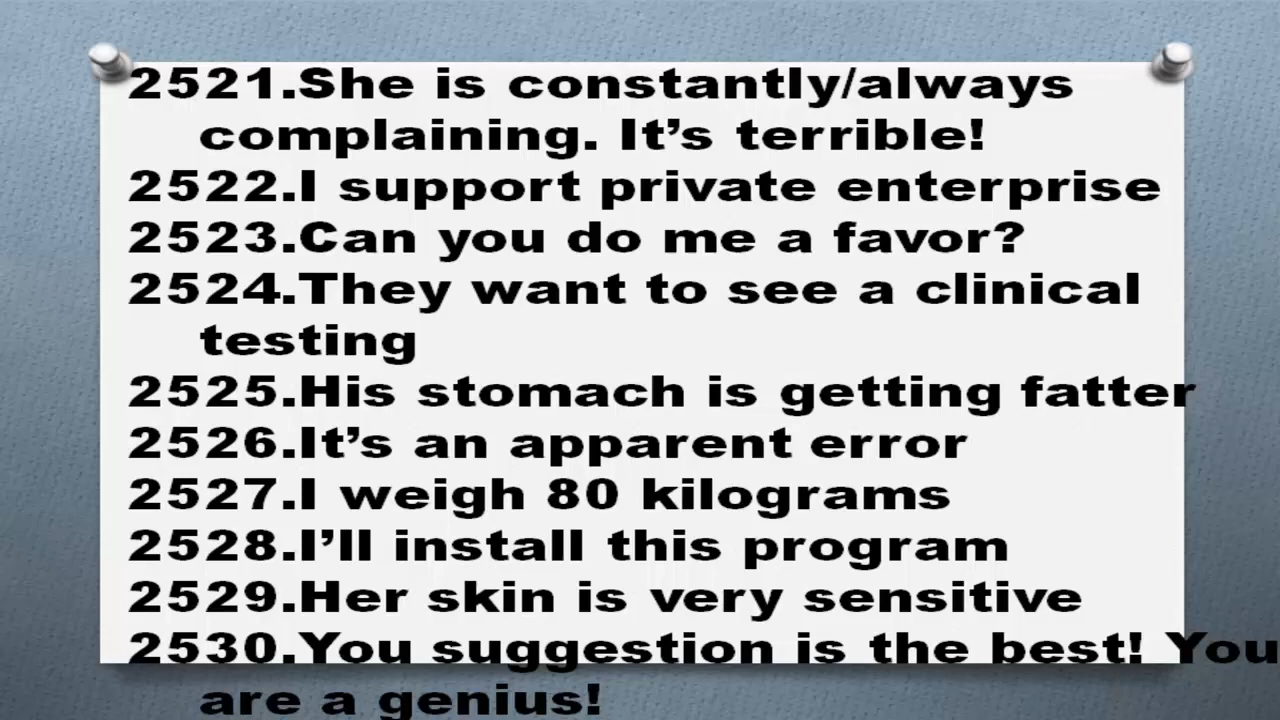 2521.She is constantly/always
complaining. It’s terrible!
2522.I support private enterprise
2523.Can you do me a favor?
2524.They want to see a clinical
testing
2525.His stomach is getting fatter
2526.It’s an apparent error
2527.I weigh 80 kilograms
2528.I’ll install this program
2529.Her skin is very sensitive
2530.You suggestion is the best! You
are a genius!